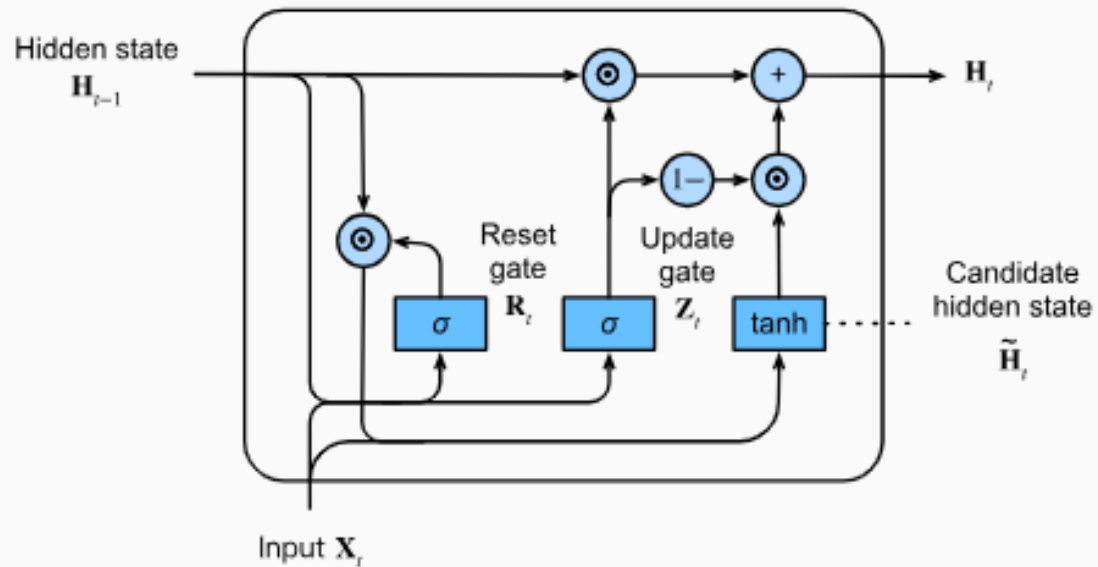 Hidden state
H_{t−1}
⊙
+
H_t
1−
⊙
⊙
Reset
gate
R_t
Update
gate
Z_t
σ
σ
tanh
Candidate
hidden state
H̃_t
Input X_t